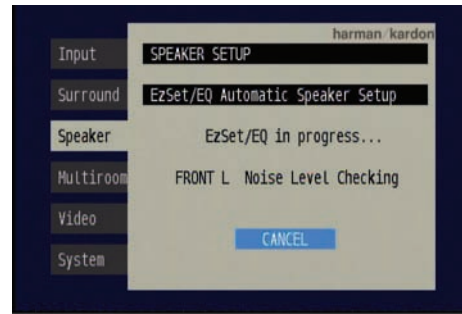 harman/kardon
Input
SPEAKER SETUP
Surround
EzSet/EQ Automatic Speaker Setup
Speaker
EzSet/EQ in progress...
Multiroom
FRONT L Noise Level Checking
Video
CANCEL
System